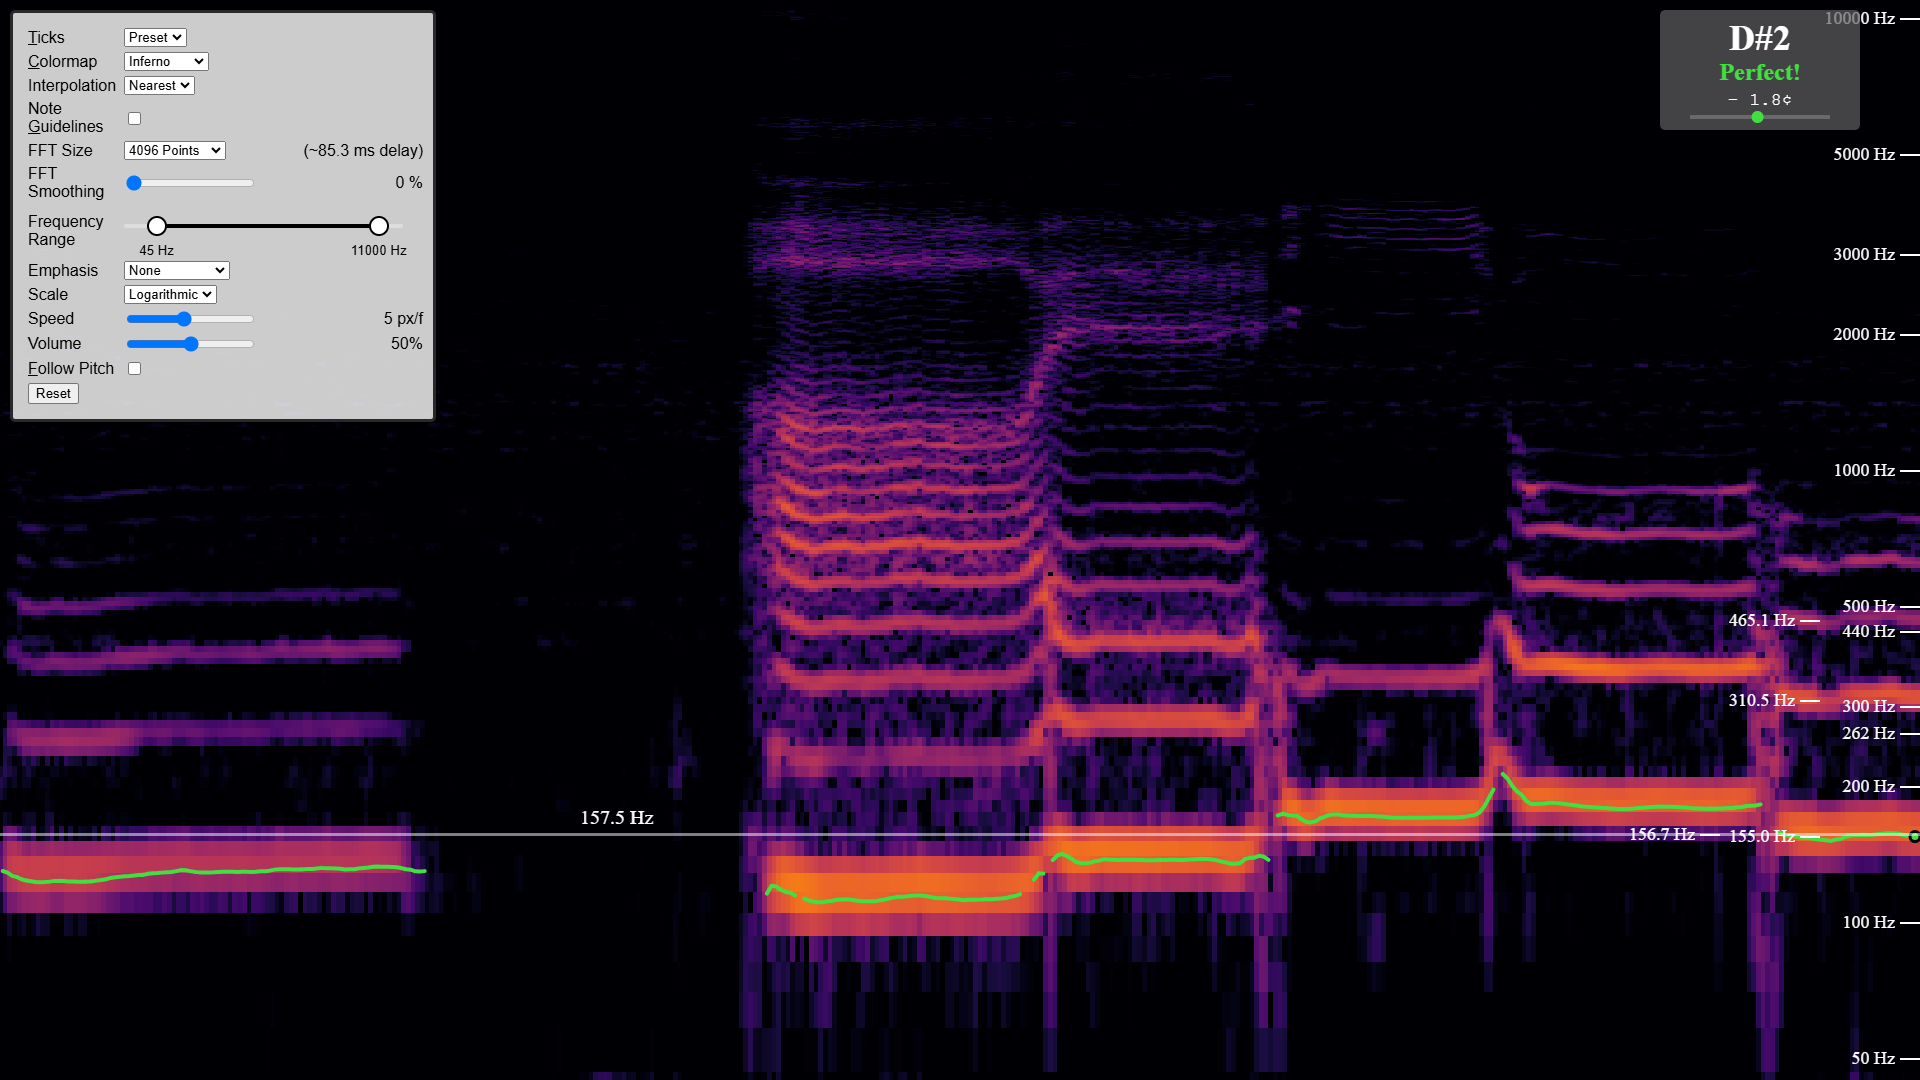 Ticks Preset
Colormap Inferno
Interpolation Nearest
Note Guidelines
FFT Size 4096 Points (~85.3 ms delay)
FFT Smoothing 0 %
Frequency Range
45 Hz 11000 Hz
Emphasis None
Scale Logarithmic
Speed 5 px/f
Volume 50%
Follow Pitch
Reset
D#2
Perfect!
− 1.8¢
10000 Hz
5000 Hz
3000 Hz
2000 Hz
1000 Hz
500 Hz
465.1 Hz
440 Hz
310.5 Hz
300 Hz
262 Hz
200 Hz
157.5 Hz
156.7 Hz
155.0 Hz
100 Hz
50 Hz